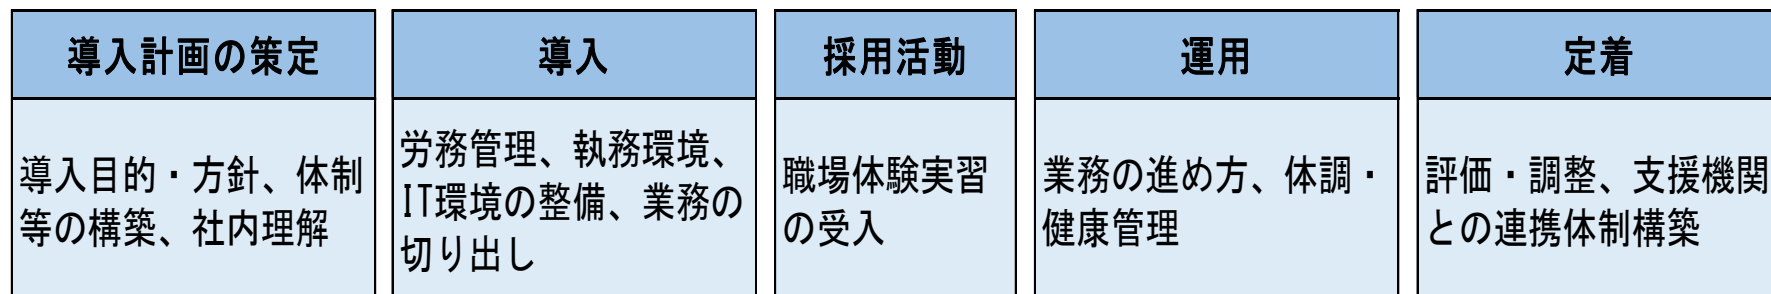 導入計画の策定
導入目的・方針、体制
等の構築、社内理解
導入
労務管理、執務環境、
IT環境の整備、業務の
切り出し
採用活動
職場体験実習
の受入
運用
業務の進め方、体調・
健康管理
定着
評価・調整、支援機関
との連携体制構築